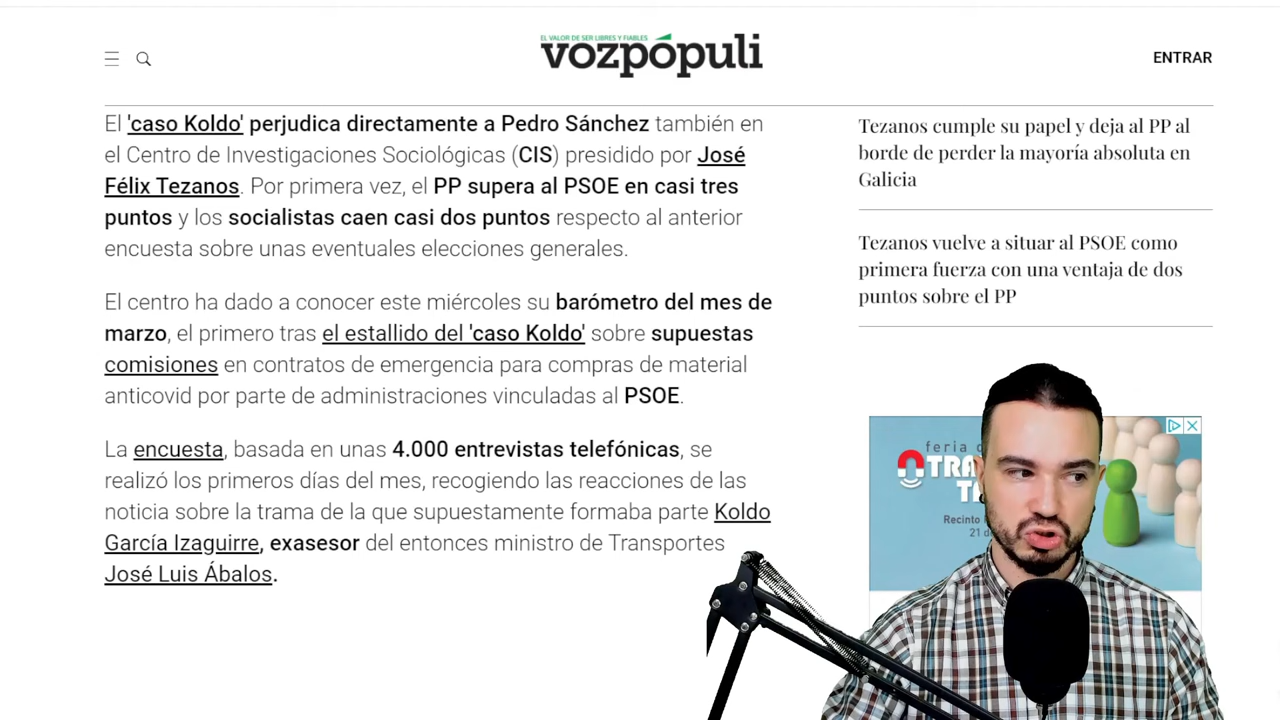 EL VALOR DE SER LIBRES Y FIABLES
vozpópuli
ENTRAR
El 'caso Koldo' perjudica directamente a Pedro Sánchez también en
el Centro de Investigaciones Sociológicas (CIS) presidido por José
Félix Tezanos. Por primera vez, el PP supera al PSOE en casi tres
puntos y los socialistas caen casi dos puntos respecto al anterior
encuesta sobre unas eventuales elecciones generales.
El centro ha dado a conocer este miércoles su barómetro del mes de
marzo, el primero tras el estallido del 'caso Koldo' sobre supuestas
comisiones en contratos de emergencia para compras de material
anticovid por parte de administraciones vinculadas al PSOE.
La encuesta, basada en unas 4.000 entrevistas telefónicas, se
realizó los primeros días del mes, recogiendo las reacciones de las
noticia sobre la trama de la que supuestamente formaba parte Koldo
García Izaguirre, exasesor del entonces ministro de Transportes
José Luis Ábalos.
Tezanos cumple su papel y deja al PP al
borde de perder la mayoría absoluta en
Galicia
Tezanos vuelve a situar al PSOE como
primera fuerza con una ventaja de dos
puntos sobre el PP
feria
Recinto
21